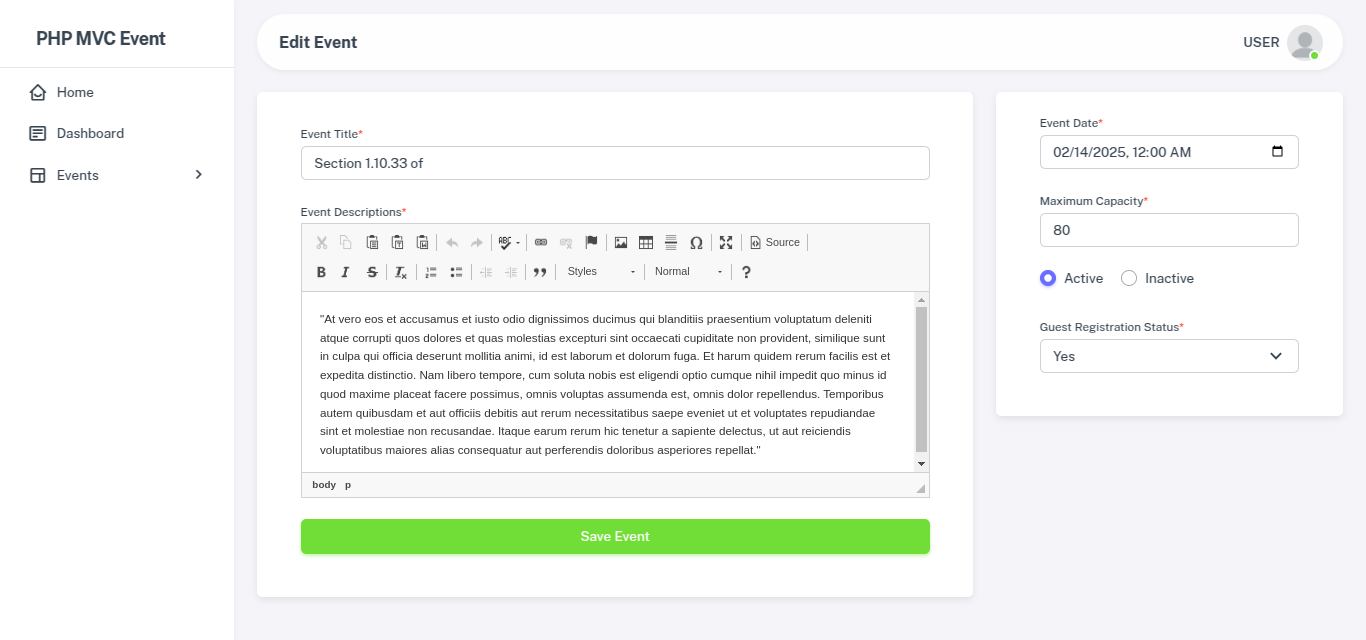 PHP MVC Event
Home
Dashboard
Events
Edit Event
USER
Event Title*
Section 1.10.33 of
Event Descriptions*
ABC
Source
B I S Tx
Styles
Normal
?
"At vero eos et accusamus et iusto odio dignissimos ducimus qui blanditiis praesentium voluptatum deleniti
atque corrupti quos dolores et quas molestias excepturi sint occaecati cupiditate non provident, similique sunt
in culpa qui officia deserunt mollitia animi, id est laborum et dolorum fuga. Et harum quidem rerum facilis est et
expedita distinctio. Nam libero tempore, cum soluta nobis est eligendi optio cumque nihil impedit quo minus id
quod maxime placeat facere possimus, omnis voluptas assumenda est, omnis dolor repellendus. Temporibus
autem quibusdam et aut officiis debitis aut rerum necessitatibus saepe eveniet ut et voluptates repudiandae
sint et molestiae non recusandae. Itaque earum rerum hic tenetur a sapiente delectus, ut aut reiciendis
voluptatibus maiores alias consequatur aut perferendis doloribus asperiores repellat."
body p
Save Event
Event Date*
02/14/2025, 12:00 AM
Maximum Capacity*
80
Active
Inactive
Guest Registration Status*
Yes